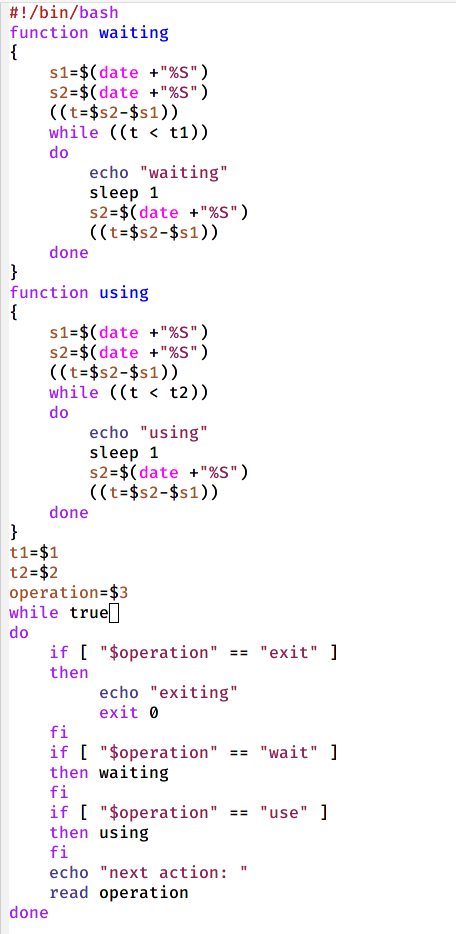 #!/bin/bash
function waiting
{
    s1=$(date +"%S")
    s2=$(date +"%S")
    ((t=$s2-$s1))
    while ((t < t1))
    do
        echo "waiting"
        sleep 1
        s2=$(date +"%S")
        ((t=$s2-$s1))
    done
}
function using
{
    s1=$(date +"%S")
    s2=$(date +"%S")
    ((t=$s2-$s1))
    while ((t < t2))
    do
        echo "using"
        sleep 1
        s2=$(date +"%S")
        ((t=$s2-$s1))
    done
}
t1=$1
t2=$2
operation=$3
while true
do
    if [ "$operation" == "exit" ]
    then
         echo "exiting"
         exit 0
    fi
    if [ "$operation" == "wait" ]
    then waiting
    fi
    if [ "$operation" == "use" ]
    then using
    fi
    echo "next action: "
    read operation
done